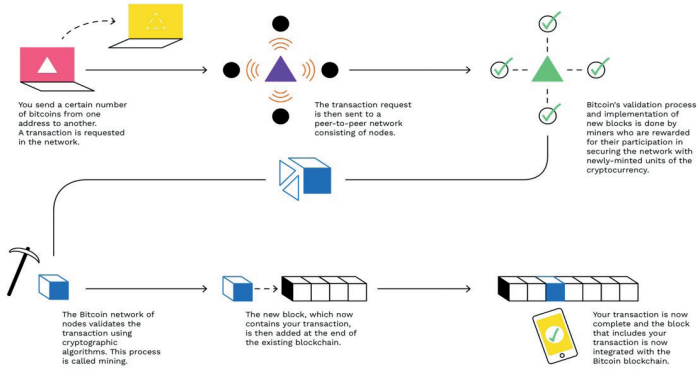 You send a certain number
of bitcoins from one
address to another.
A transaction is requested
in the network.
The transaction request
is then sent to a
peer-to-peer network
consisting of nodes.
Bitcoin's validation process
and implementation of
new blocks is done by
miners who are rewarded
for their participation in
securing the network with
newly-minted units of the
cryptocurrency.
The Bitcoin network of
nodes validates the
transaction using
cryptographic
algorithms. This process
is called mining.
The new block, which now
contains your transaction,
is then added at the end of
the existing blockchain.
Your transaction is now
complete and the block
that includes your
transaction is now
integrated with the
Bitcoin blockchain.